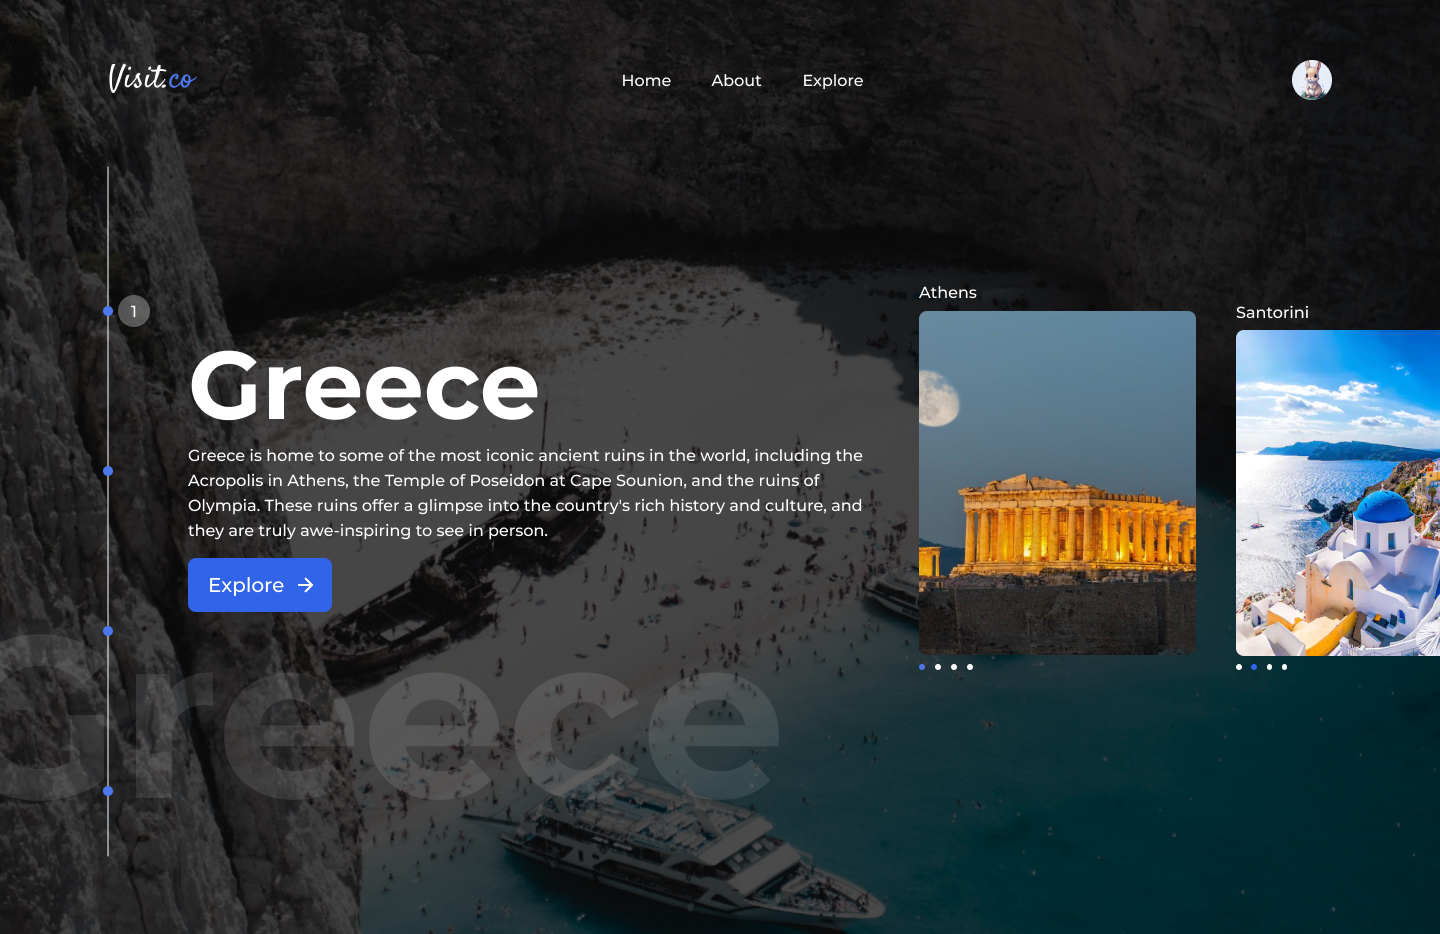 Visit.co
Home
About
Explore
1
Greece
Greece is home to some of the most iconic ancient ruins in the world, including the
Acropolis in Athens, the Temple of Poseidon at Cape Sounion, and the ruins of
Olympia. These ruins offer a glimpse into the country's rich history and culture, and
they are truly awe-inspiring to see in person.
Explore
Athens
Santorini
Greece